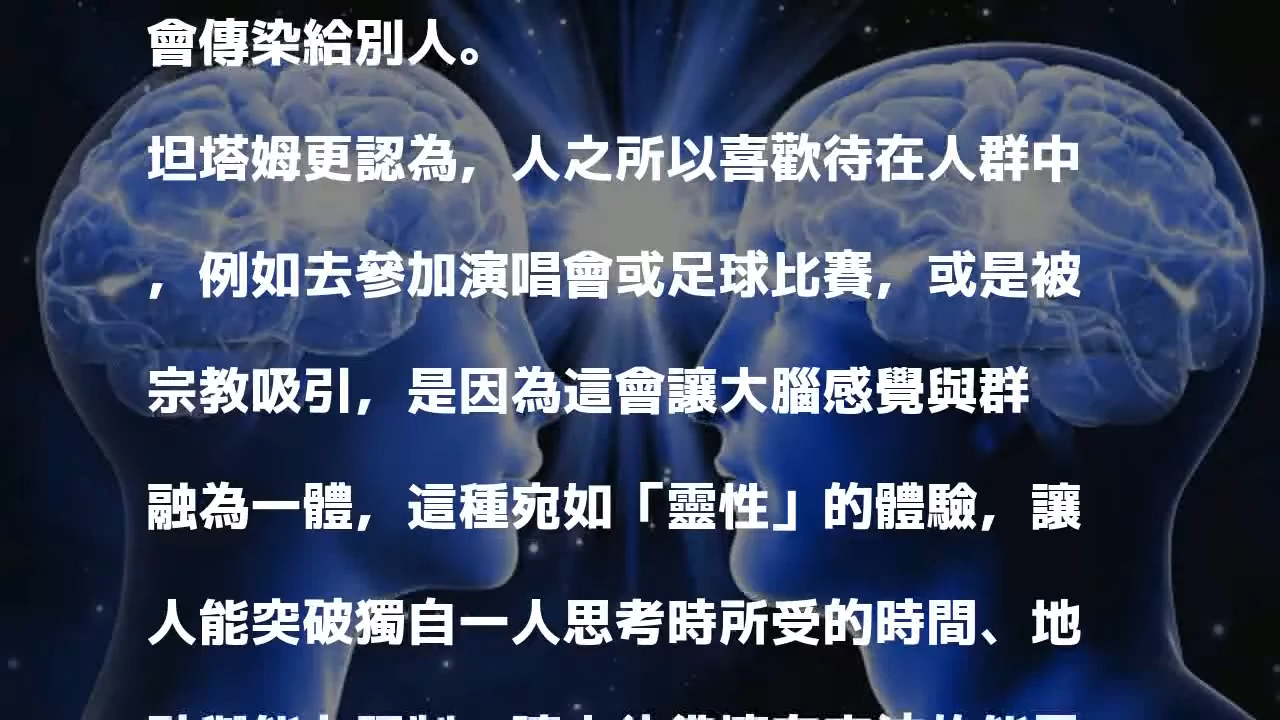 會傳染給別人。
坦塔姆更認為，人之所以喜歡待在人群中
，例如去參加演唱會或足球比賽，或是被
宗教吸引，是因為這會讓大腦感覺與群
融為一體，這種宛如「靈性」的體驗，讓
人能突破獨自一人思考時所受的時間、地